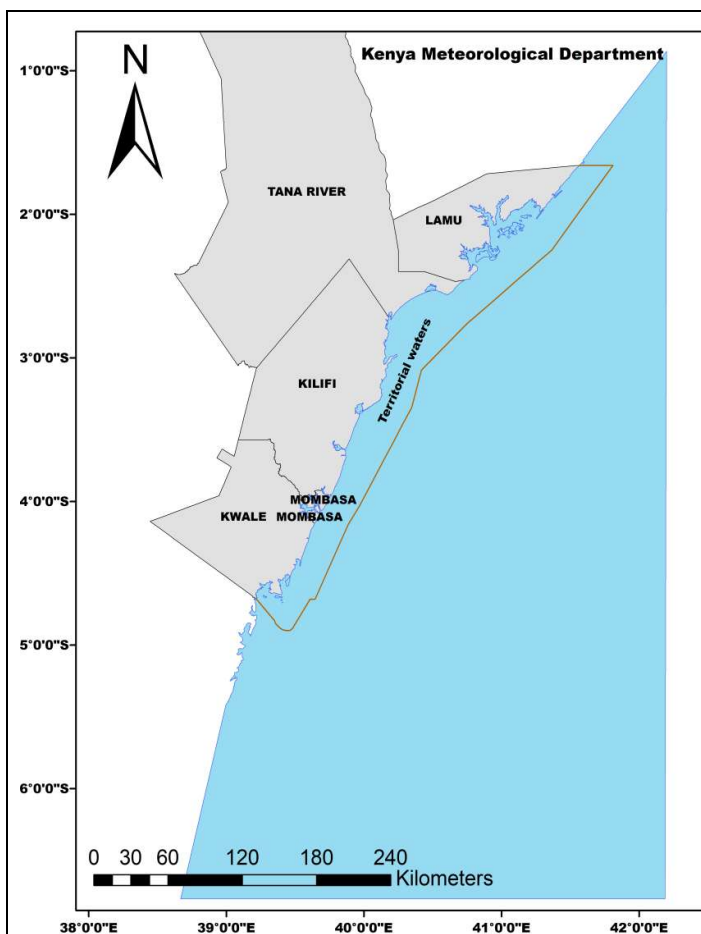 Kenya Meteorological Department
N
1°0'0"S
2°0'0"S
3°0'0"S
4°0'0"S
5°0'0"S
6°0'0"S
TANA RIVER
LAMU
KILIFI
Territorial waters
MOMBASA
KWALE MOMBASA
0 30 60 120 180 240
Kilometers
38°0'0"E 39°0'0"E 40°0'0"E 41°0'0"E 42°0'0"E